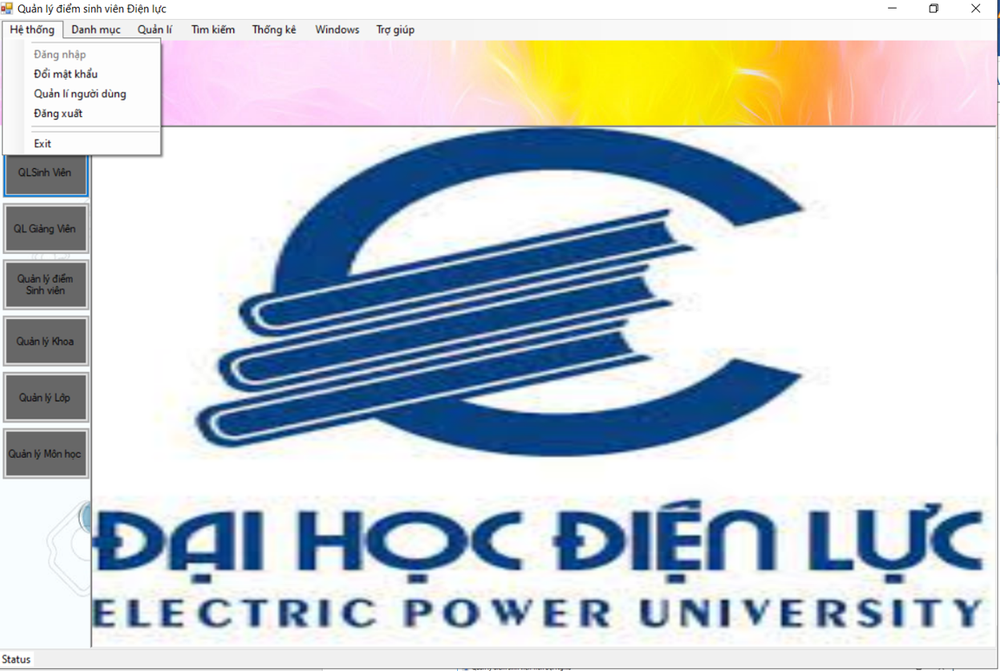 Quản lý điểm sinh viên Điện lực
Hệ thống Danh mục Quản lí Tìm kiếm Thống kê Windows Trợ giúp
Đăng nhập
Đổi mật khẩu
Quản lí người dùng
Đăng xuất
Exit
QLSinh Viên
QL Giảng Viên
Quản lý điểm
Sinh viên
Quản lý Khoa
Quản lý Lớp
Quản lý Môn học
ĐẠI HỌC ĐIỆN LỰC
ELECTRIC POWER UNIVERSITY
Status